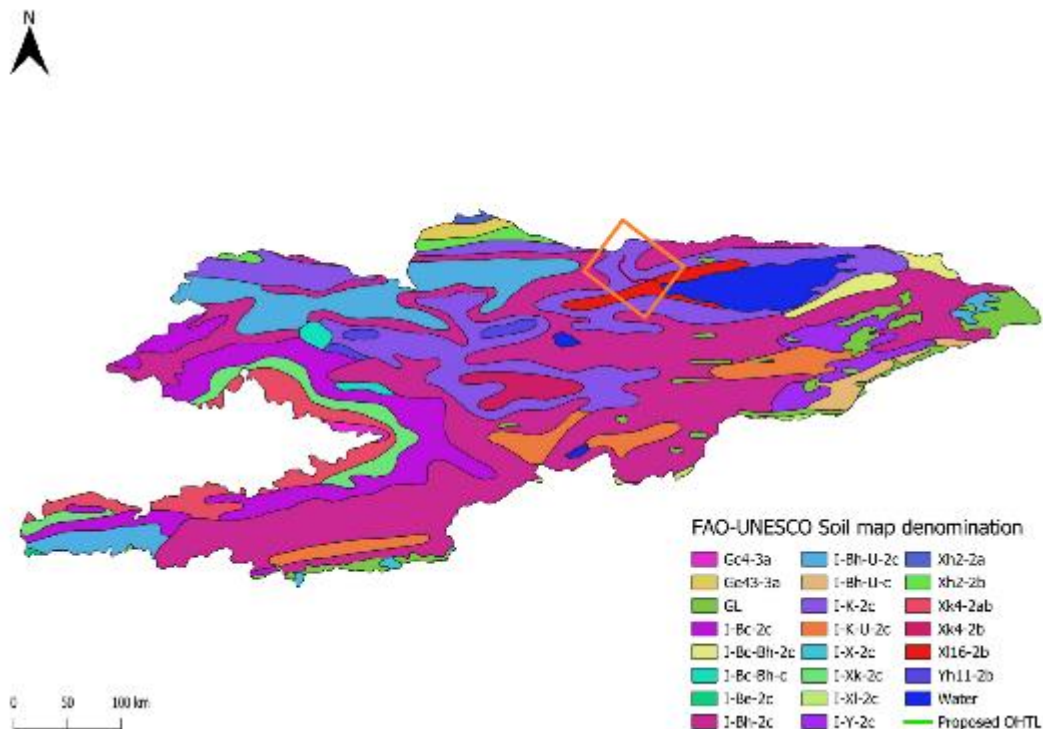 N
FAO-UNESCO Soil map denomination
Gc4-3a
Ge43-3a
GL
I-Bc-2c
I-Bc-Bh-2c
I-Bc-Bh-c
I-Be-2c
I-Bh-2c
I-Bh-U-2c
I-Bh-U-c
I-K-2c
I-K-U-2c
I-X-2c
I-Xk-2c
I-Xl-2c
I-Y-2c
Xh2-2a
Xh2-2b
Xk4-2ab
Xk4-2b
Xl16-2b
Yh11-2b
Water
Proposed OHTL
0 50 100 km